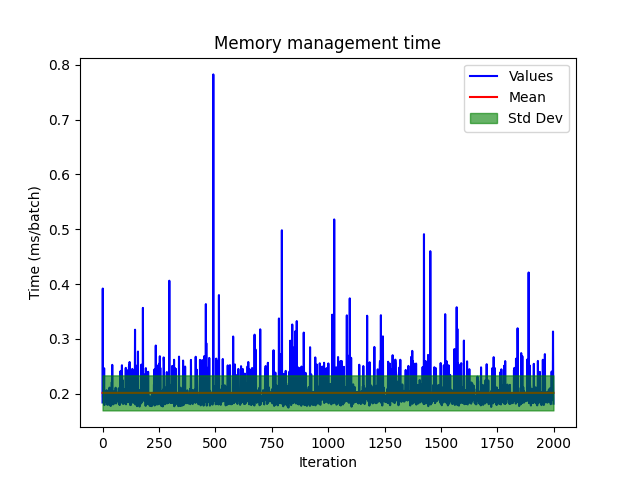 Memory management time
Values
Mean
Std Dev
0.8
0.7
0.6
0.5
0.4
0.3
0.2
Time (ms/batch)
0 250 500 750 1000 1250 1500 1750 2000
Iteration